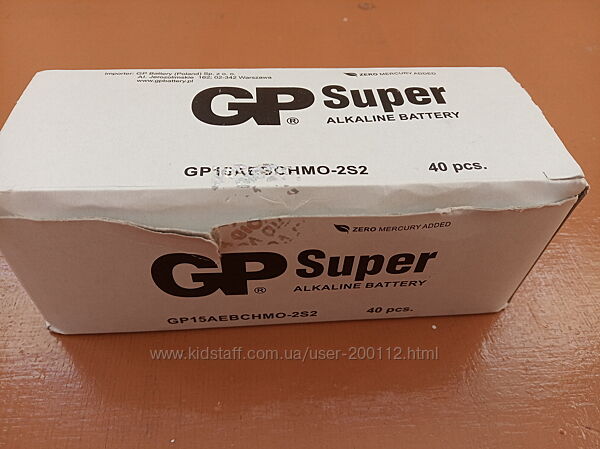 Importer: GP Battery (Poland) Sp. z o. o.
Al. Jerozolimskie 162; 02-342 Warszawa
www.gpbattery.pl
ZERO MERCURY ADDED
GP® Super
ALKALINE BATTERY
GP15AEBCHMO-2S2 40 pcs.
ZERO MERCURY ADDED
GP® Super
ALKALINE BATTERY
GP15AEBCHMO-2S2 40 pcs.
www.kidstaff.com.ua/user-200112.html